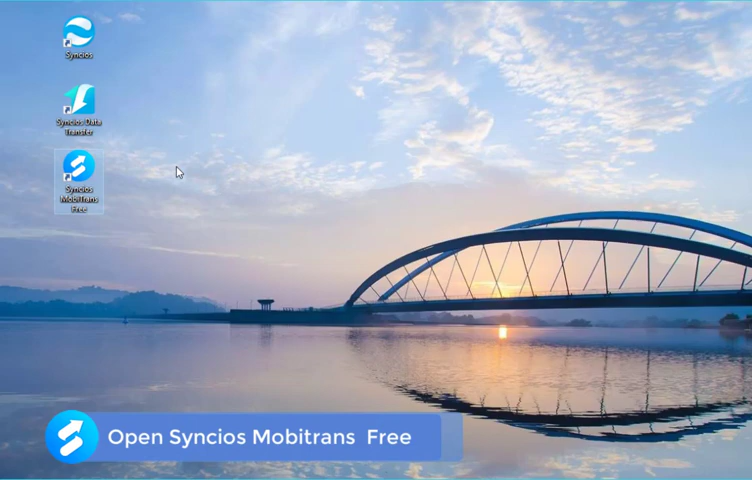 Syncios
Syncios Data
Transfer
Syncios
MobiTrans
Free
Open Syncios Mobitrans Free